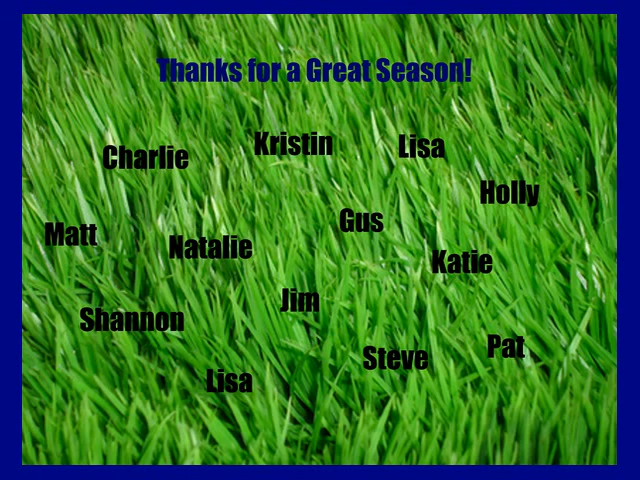 Thanks for a Great Season!
Charlie
Kristin
Lisa
Holly
Matt
Natalie
Gus
Katie
Shannon
Jim
Steve
Pat
Lisa